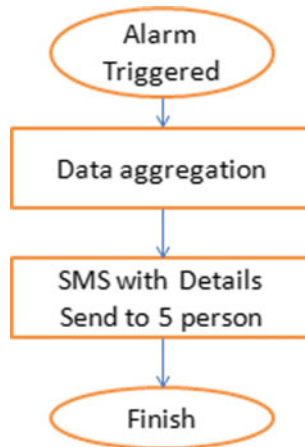 Alarm
Triggered
Data aggregation
SMS with Details
Send to 5 person
Finish